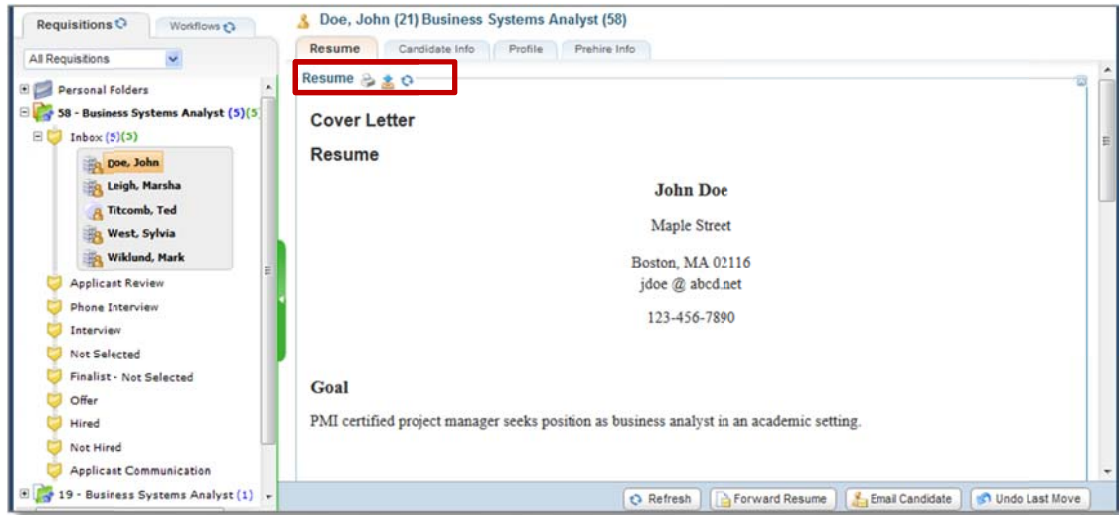 Requisitions
Workflows
All Requisitions
Personal Folders
58 - Business Systems Analyst (5)(5
Inbox (5)(5)
Doe, John
Leigh, Marsha
Titcomb, Ted
West, Sylvia
Wiklund, Mark
Applicant Review
Phone Interview
Interview
Not Selected
Finalist - Not Selected
Offer
Hired
Not Hired
Applicant Communication
19 - Business Systems Analyst (1)
Doe, John (21) Business Systems Analyst (58)
Resume Candidate Info Profile Prehire Info
Resume
Cover Letter
Resume
John Doe
Maple Street
Boston, MA 02116
jdoe @ abcd.net
123-456-7890
Goal
PMI certified project manager seeks position as business analyst in an academic setting.
Refresh Forward Resume Email Candidate Undo Last Move